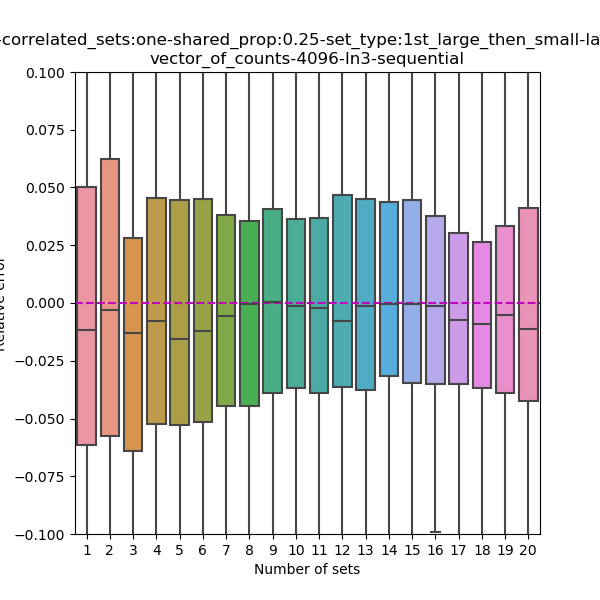 -correlated_sets:one-shared_prop:0.25-set_type:1st_large_then_small-la
vector_of_counts-4096-ln3-sequential
0.100
0.075
0.050
0.025
0.000
−0.025
−0.050
−0.075
−0.100
Relative error
1 2 3 4 5 6 7 8 9 10 11 12 13 14 15 16 17 18 19 20
Number of sets